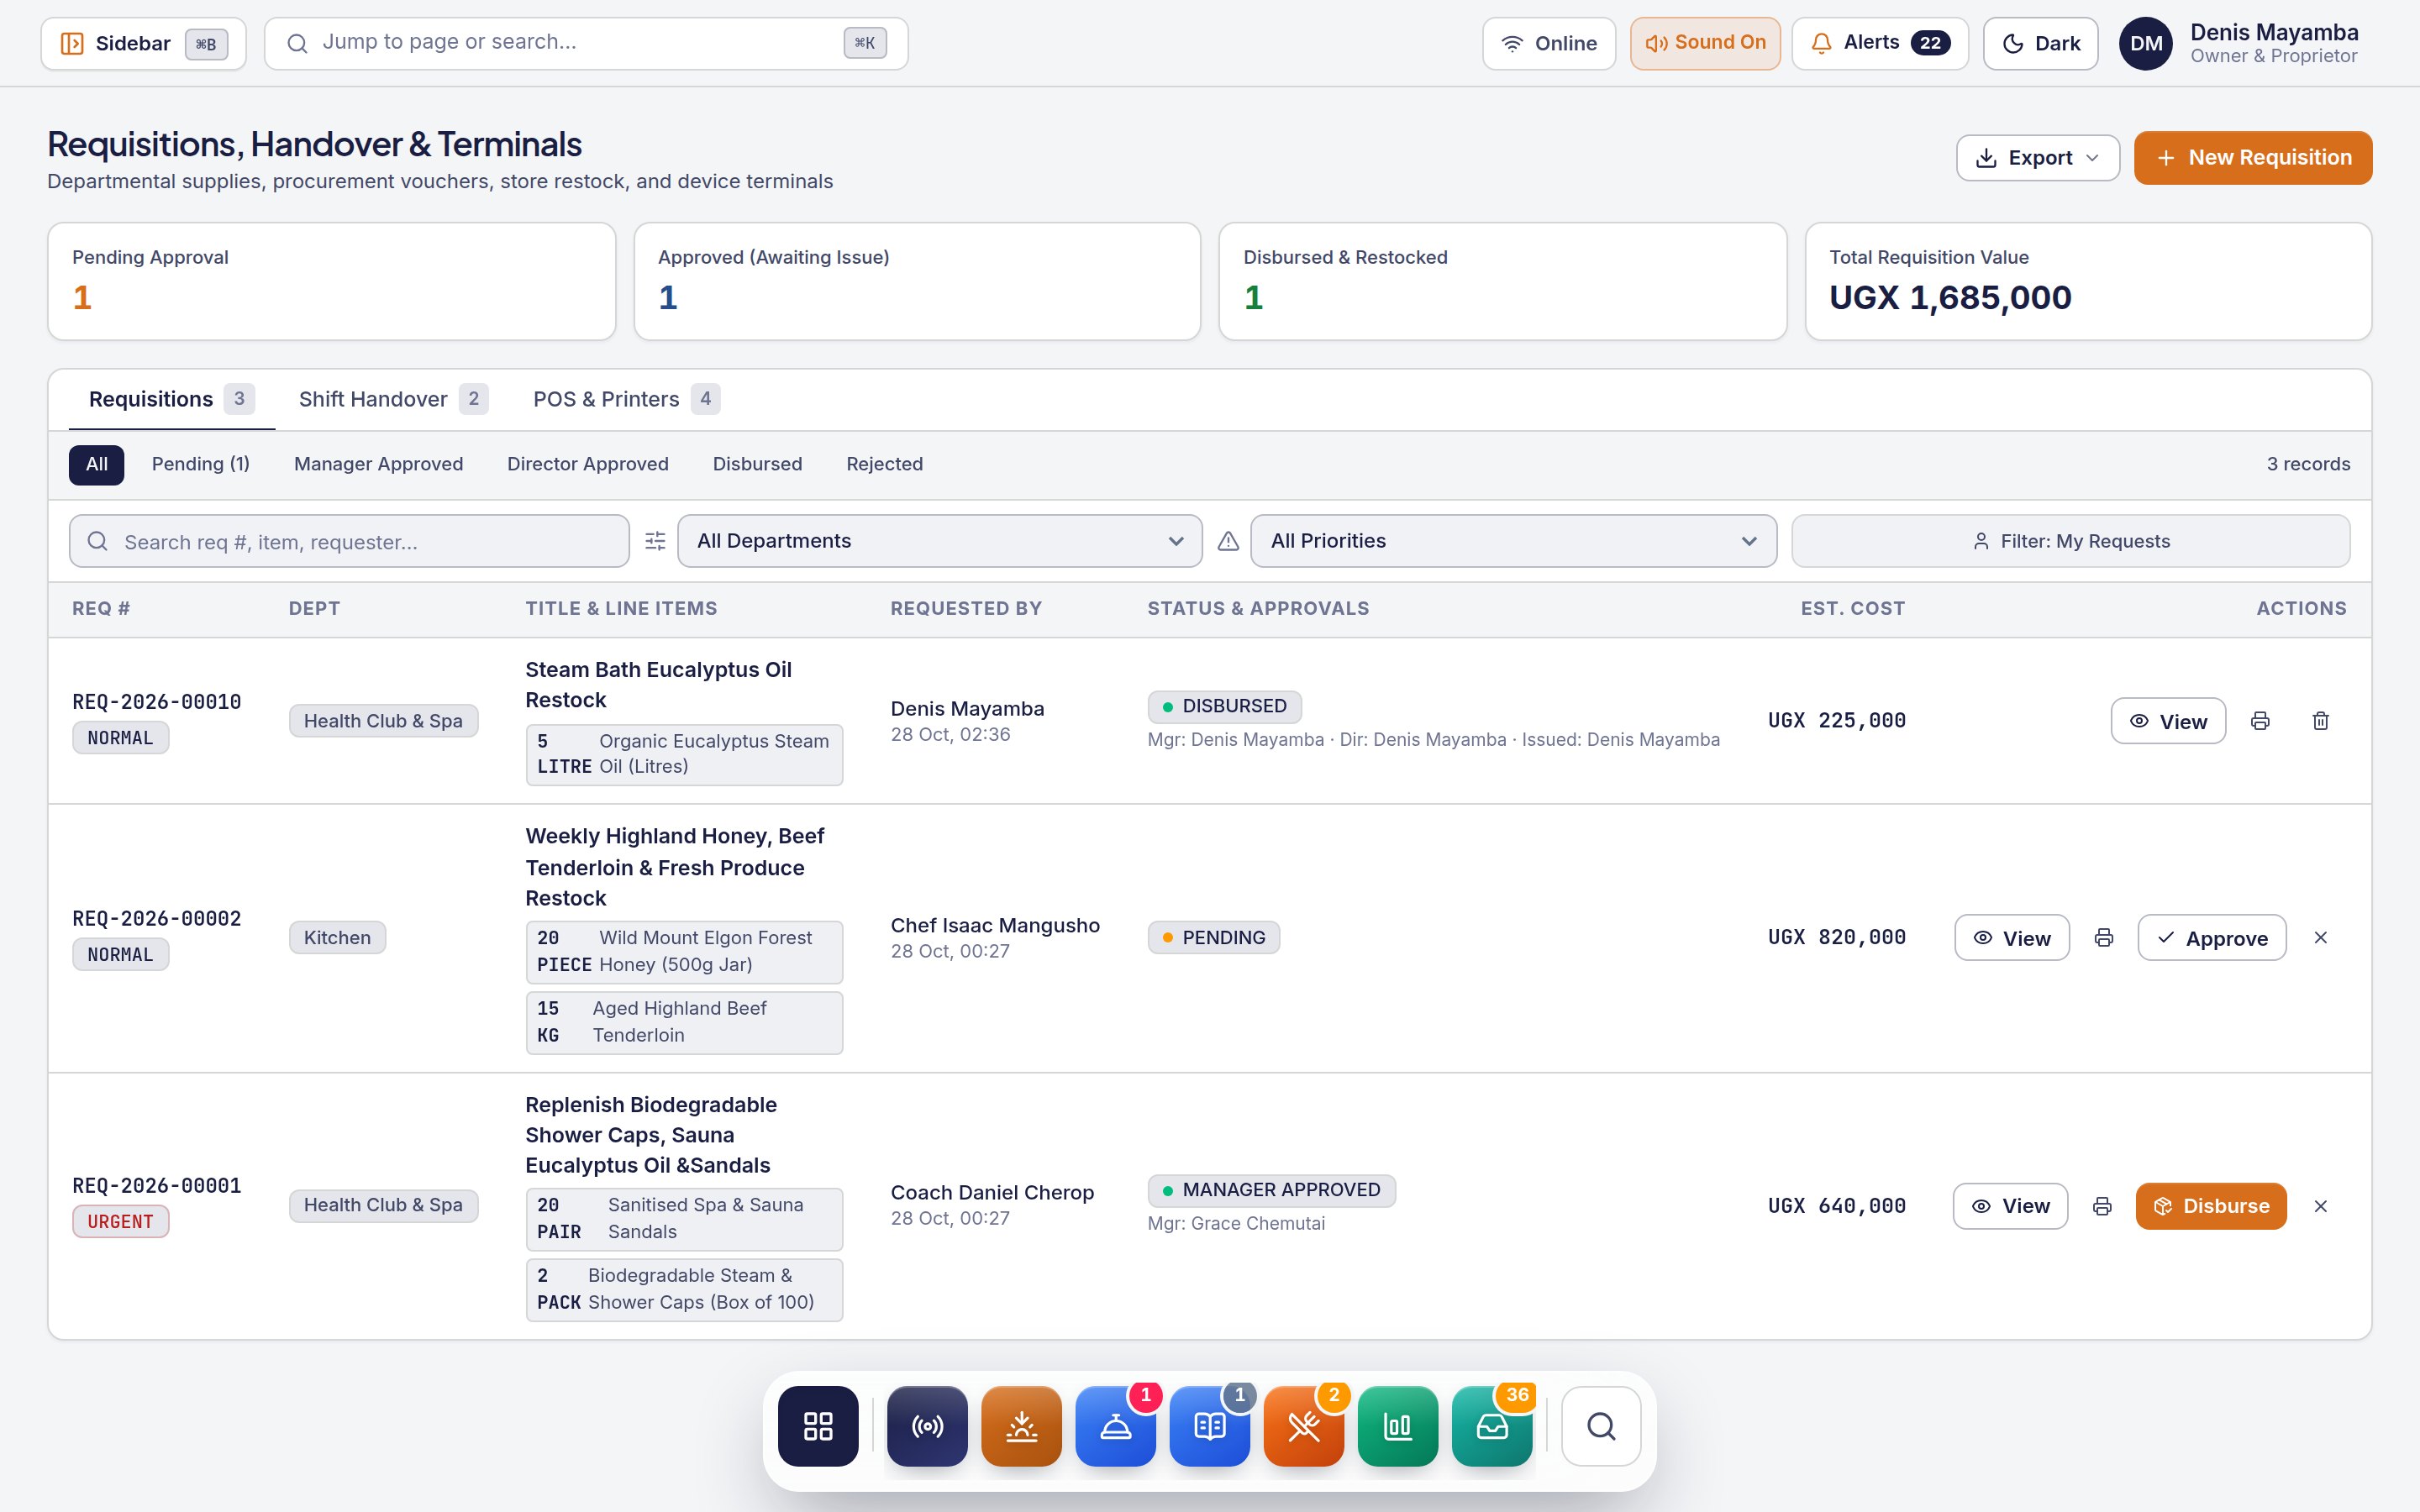 Sidebar ⌘B Jump to page or search... ⌘K Online Sound On Alerts 22 Dark DM Denis Mayamba
Owner & Proprietor
Requisitions, Handover & Terminals
Departmental supplies, procurement vouchers, store restock, and device terminals
Export New Requisition
Pending Approval
1
Approved (Awaiting Issue)
1
Disbursed & Restocked
1
Total Requisition Value
UGX 1,685,000
Requisitions 3 Shift Handover 2 POS & Printers 4
All Pending (1) Manager Approved Director Approved Disbursed Rejected 3 records
Search req #, item, requester... All Departments All Priorities Filter: My Requests
REQ # DEPT TITLE & LINE ITEMS REQUESTED BY STATUS & APPROVALS EST. COST ACTIONS
REQ-2026-00010
NORMAL
Health Club & Spa
Steam Bath Eucalyptus Oil
Restock
5 Organic Eucalyptus Steam
LITRE Oil (Litres)
Denis Mayamba
28 Oct, 02:36
DISBURSED
Mgr: Denis Mayamba · Dir: Denis Mayamba · Issued: Denis Mayamba
UGX 225,000
View
REQ-2026-00002
NORMAL
Kitchen
Weekly Highland Honey, Beef
Tenderloin & Fresh Produce
Restock
20 Wild Mount Elgon Forest
PIECE Honey (500g Jar)
15 Aged Highland Beef
KG Tenderloin
Chef Isaac Mangusho
28 Oct, 00:27
PENDING
UGX 820,000
View Approve
REQ-2026-00001
URGENT
Health Club & Spa
Replenish Biodegradable
Shower Caps, Sauna
Eucalyptus Oil &Sandals
20 Sanitised Spa & Sauna
PAIR Sandals
2 Biodegradable Steam &
PACK Shower Caps (Box of 100)
Coach Daniel Cherop
28 Oct, 00:27
MANAGER APPROVED
Mgr: Grace Chemutai
UGX 640,000
View Disburse
1 1 2 36